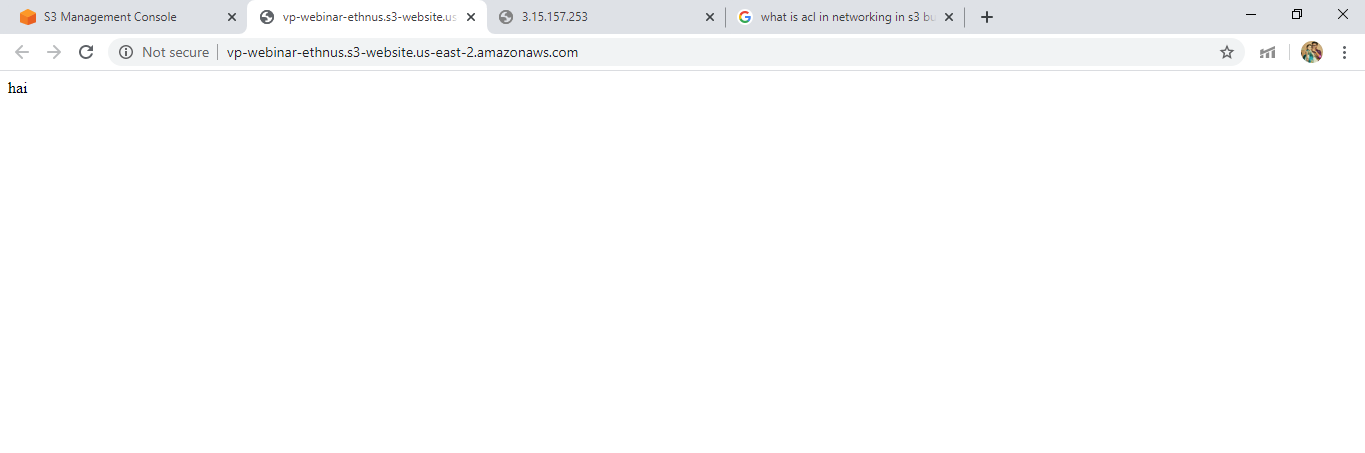 S3 Management Console
vp-webinar-ethnus.s3-website.us
3.15.157.253
what is acl in networking in s3 bu
Not secure
vp-webinar-ethnus.s3-website.us-east-2.amazonaws.com
hai